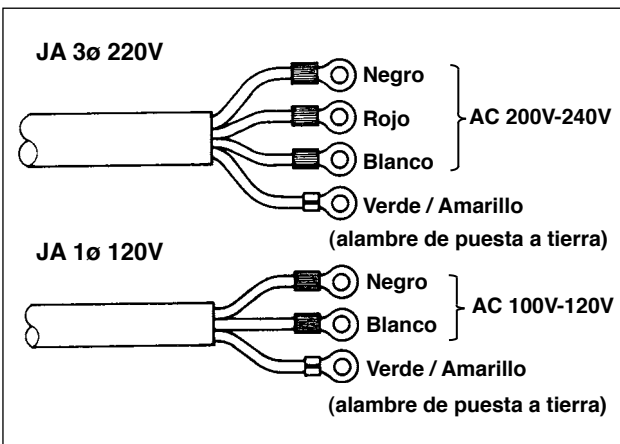 JA 3ø 220V
Negro
Rojo
AC 200V-240V
Blanco
Verde / Amarillo
(alambre de puesta a tierra)
JA 1ø 120V
Negro
AC 100V-120V
Blanco
Verde / Amarillo
(alambre de puesta a tierra)